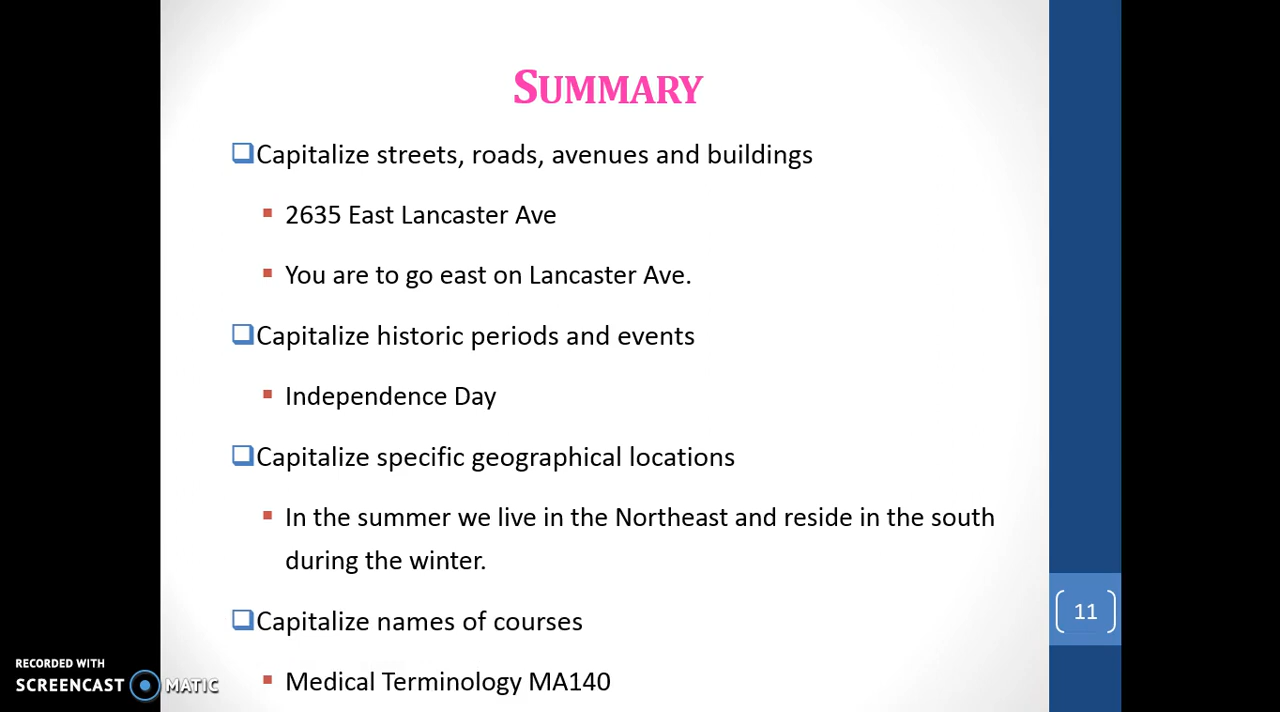 SUMMARY
Capitalize streets, roads, avenues and buildings
2635 East Lancaster Ave
You are to go east on Lancaster Ave.
Capitalize historic periods and events
Independence Day
Capitalize specific geographical locations
In the summer we live in the Northeast and reside in the south
during the winter.
Capitalize names of courses
Medical Terminology MA140
11
RECORDED WITH
SCREENCAST MATIC